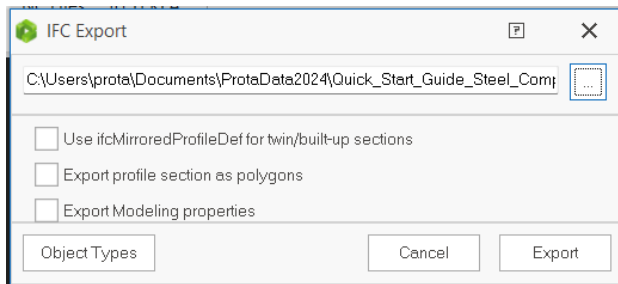 IFC Export
C:\Users\prota\Documents\ProtaData2024\Quick_Start_Guide_Steel_Comp
...
Use ifcMirroredProfileDef for twin/built-up sections
Export profile section as polygons
Export Modeling properties
Object Types
Cancel
Export